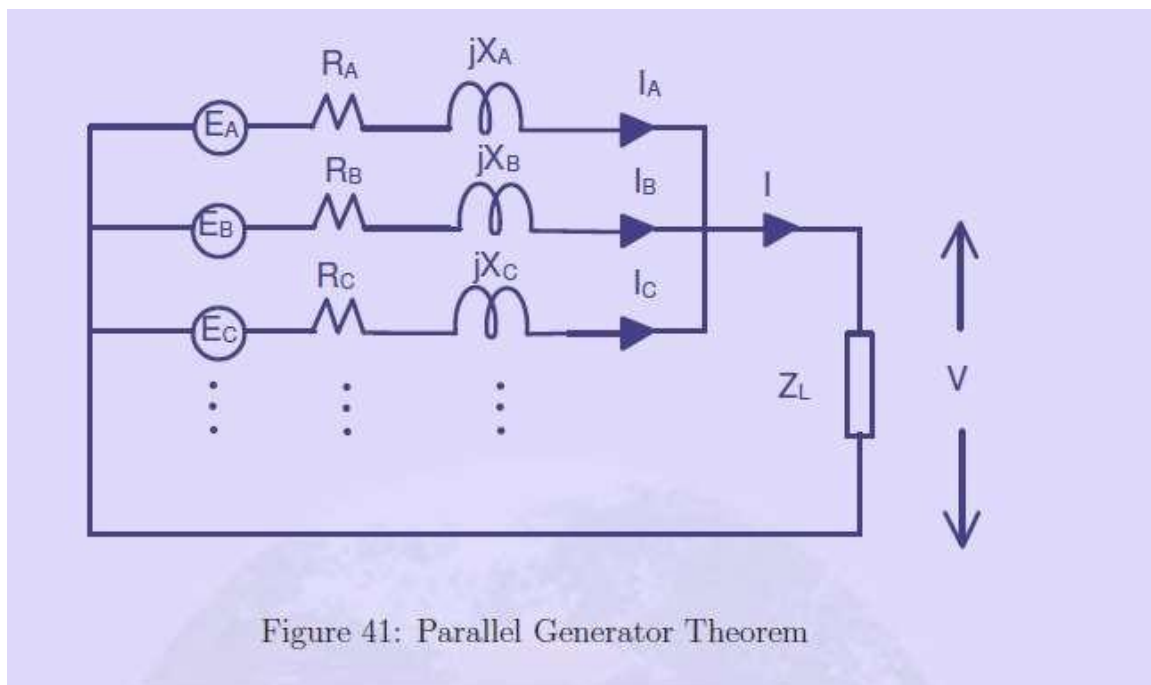 jXA
RA
IA
EA
jXB
RB
IB
I
EB
jXC
RC
IC
EC
ZL
V
Figure 41: Parallel Generator Theorem